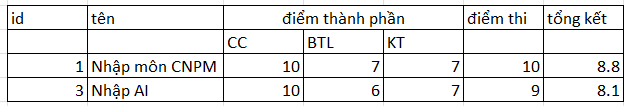 id tên điểm thành phần điểm thi tổng kết
CC BTL KT
1 Nhập môn CNPM 10 7 7 10 8.8
3 Nhập AI 10 6 7 9 8.1